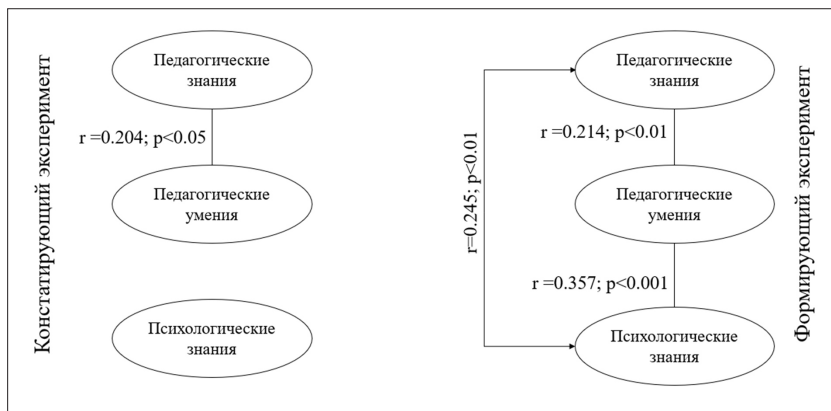 Констатирующий эксперимент
Педагогические
знания
r =0.204; p<0.05
Педагогические
умения
Психологические
знания
r=0.245; p<0.01
Педагогические
знания
r =0.214; p<0.01
Педагогические
умения
r =0.357; p<0.001
Психологические
знания
Формирующий эксперимент